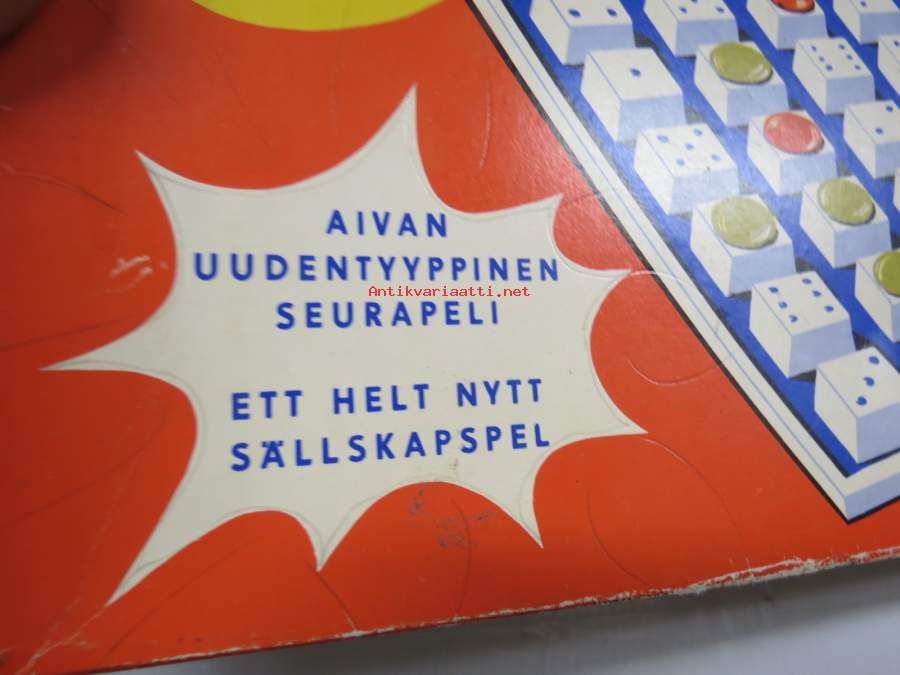 AIVAN
UUDENTYYPPINEN
Antikvariaatti.net
SEURAPELI
ETT HELT NYTT
SÄLLSKAPSPEL